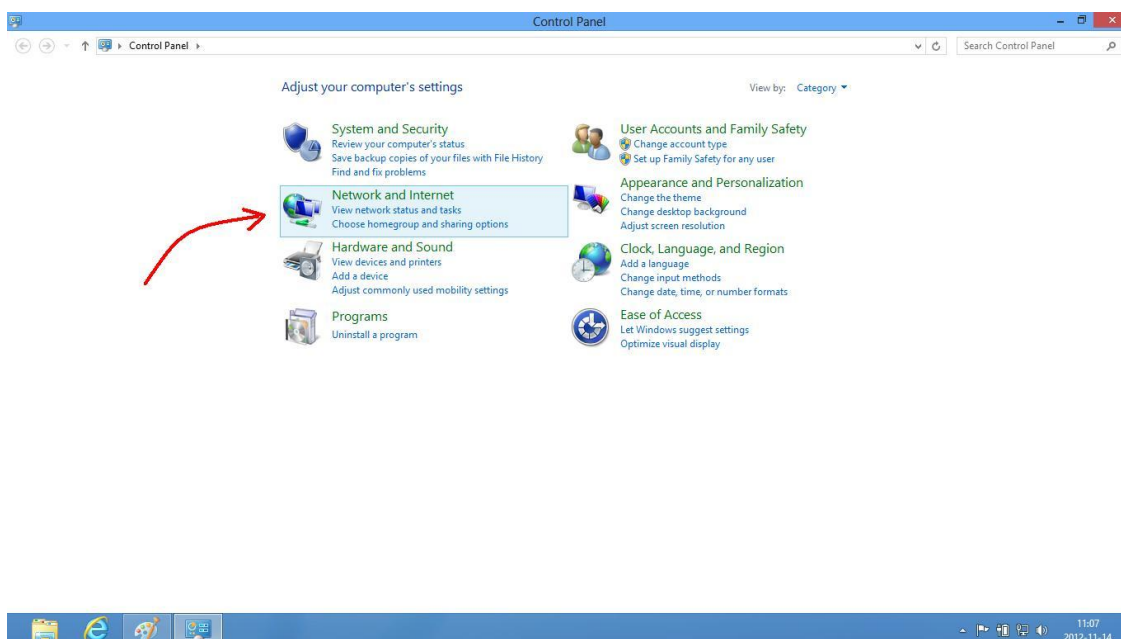 Control Panel
Control Panel
Search Control Panel
Adjust your computer's settings
View by: Category
System and Security
Review your computer's status
Save backup copies of your files with File History
Find and fix problems
Network and Internet
View network status and tasks
Choose homegroup and sharing options
Hardware and Sound
View devices and printers
Add a device
Adjust commonly used mobility settings
Programs
Uninstall a program
User Accounts and Family Safety
Change account type
Set up Family Safety for any user
Appearance and Personalization
Change the theme
Change desktop background
Adjust screen resolution
Clock, Language, and Region
Add a language
Change input methods
Change date, time, or number formats
Ease of Access
Let Windows suggest settings
Optimize visual display
11:07
2012-11-14